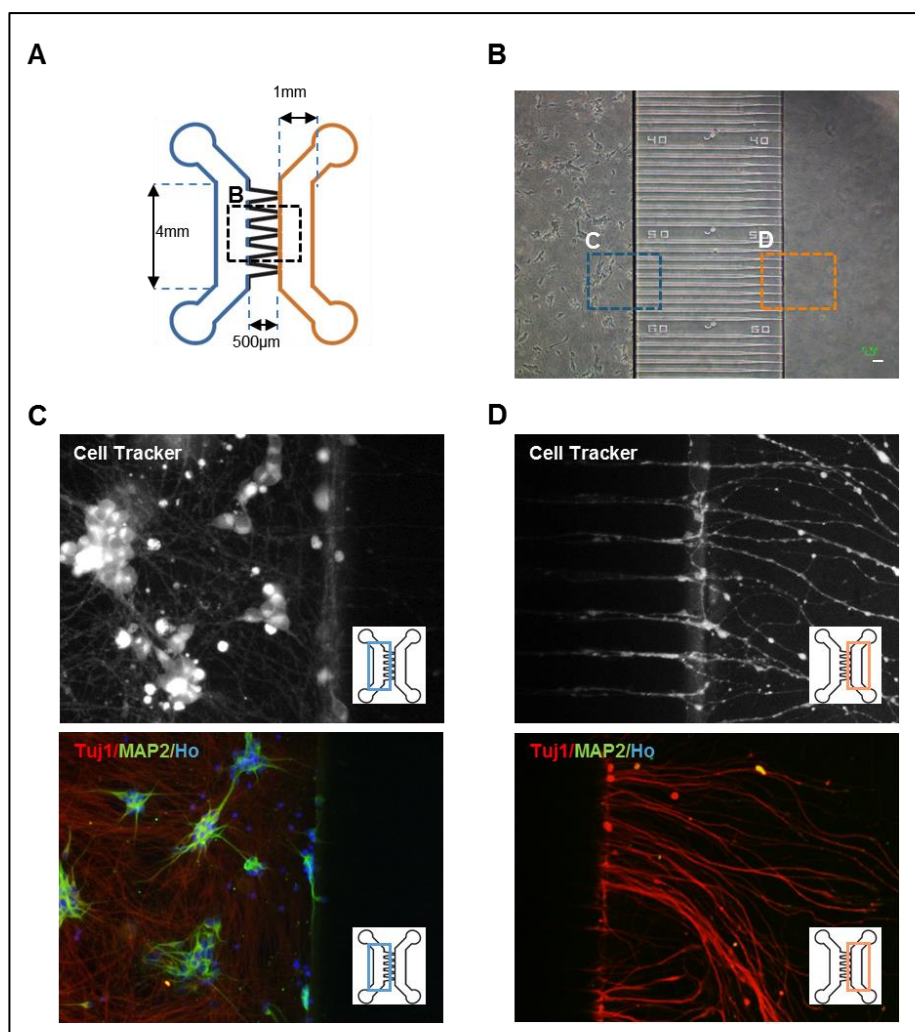 A
1mm
B
4mm
500µm
B
40 40
50 50
C D
60 60
C
Cell Tracker
Tuj1/MAP2/Ho
D
Cell Tracker
Tuj1/MAP2/Ho